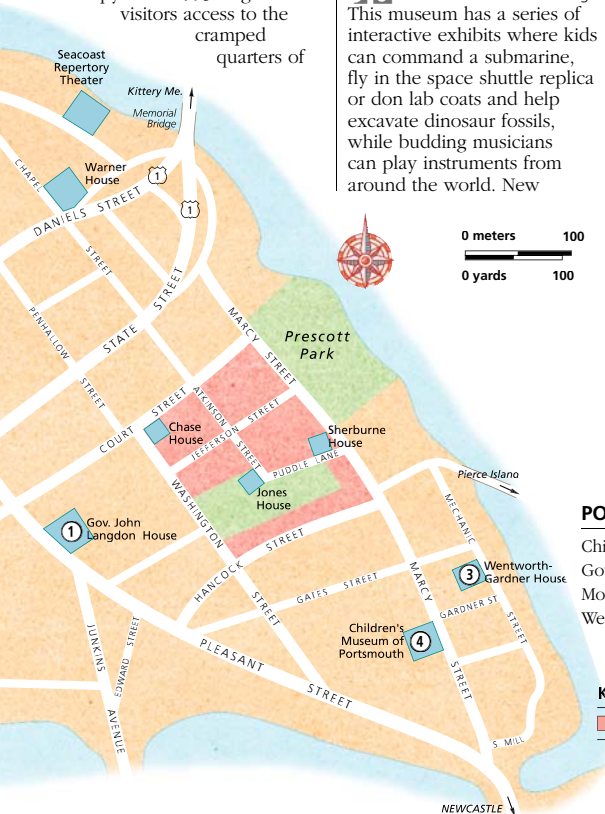 visitors access to the
cramped
quarters of
This museum has a series of
interactive exhibits where kids
can command a submarine,
fly in the space shuttle replica
or don lab coats and help
excavate dinosaur fossils,
while budding musicians
can play instruments from
around the world. New
0 meters 100
0 yards 100
Seacoast
Repertory
Theater
Kittery Me.
Memorial
Bridge
Warner
House
1
1
CHAPEL
STREET
DANIELS STREET
PENHALLOW
STREET
STATE STREET
MARCY
STREET
Prescott
Park
COURT STREET
ATKINSON
STREET
JEFFERSON STREET
Chase
House
Sherburne
House
PUDDLE LANE
Jones
House
WASHINGTON
STREET
Pierce Island
1
Gov. John
Langdon House
HANCOCK STREET
MECHANIC
STREET
3
Wentworth-
Gardner House
GATES STREET
MARCY
STREET
GARDNER ST
Children's
Museum of
Portsmouth
4
JUNKINS
AVENUE
EDWARD STREET
PLEASANT
STREET
S MILL
NEWCASTLE
PO
Chi
Go
Mo
We
K